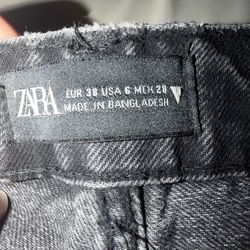 ZARA
EUR 38 USA 6 MEX 28
MADE IN BANGLADESH